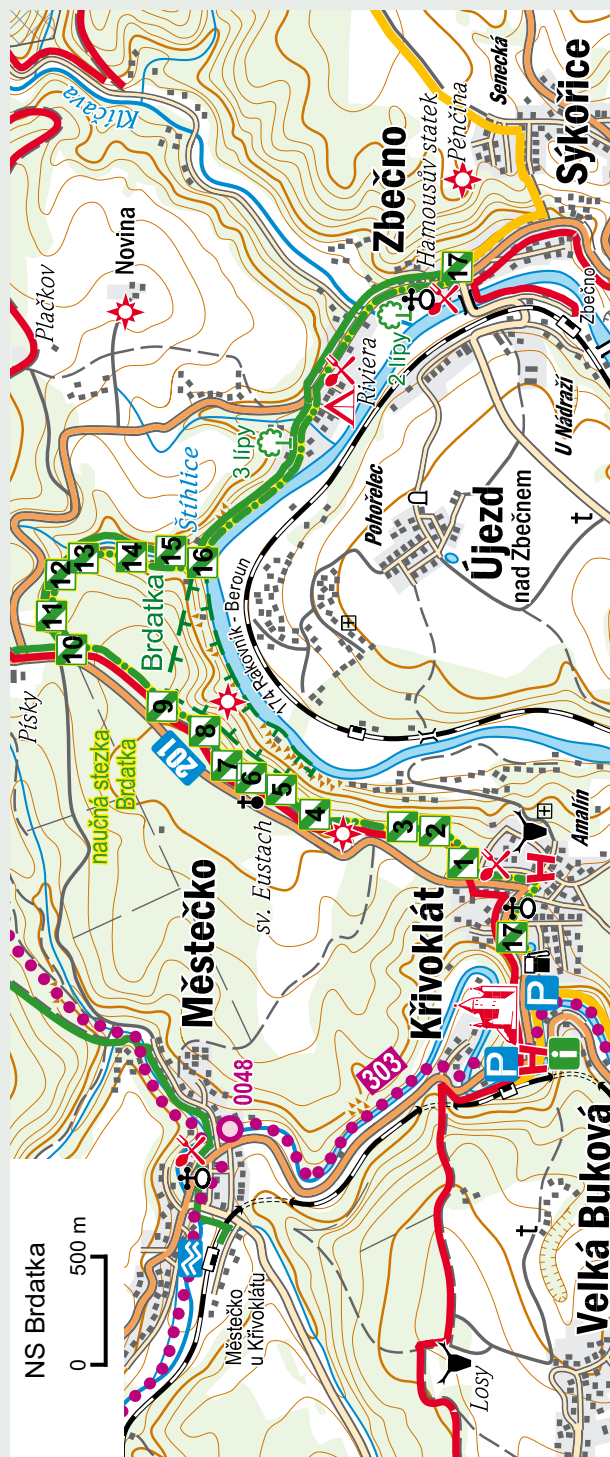 NS Brdatka
0 500 m
Městečko
u Křivoklátu
Městečko
0048
303
Losy
Velká Buková
Křivoklát
P
P
i
17
Amalín
1
2
3
4
5
6
7
8
9
10
11
12
13
14
15
16
17
sv. Eustach
201
naučná stezka
Brdatka
Písky
Brdatka
Štíhlice
174 Rakovník - Beroun
3 lípy
Riviera
2 lípy
Plačkov
Novina
Klíčava
Zbečno
Hamousův statek
Pěnčina
Senecká
Sýkořice
Zbečno
U Nádraží
Pohořelec
Újezd
nad Zbečnem